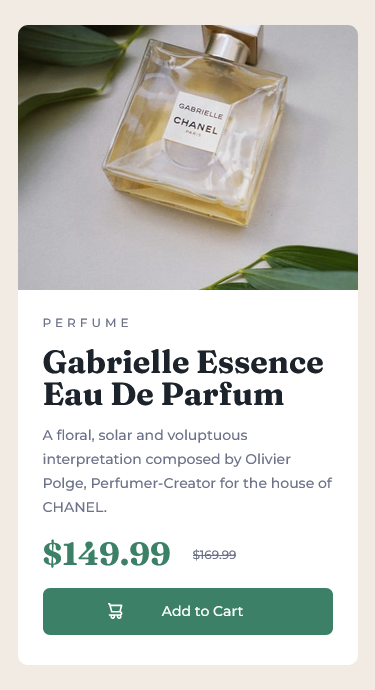 GABRIELLE
CHANEL
PARIS
PERFUME
Gabrielle Essence
Eau De Parfum
A floral, solar and voluptuous
interpretation composed by Olivier
Polge, Perfumer-Creator for the house of
CHANEL.
$149.99 $169.99
Add to Cart